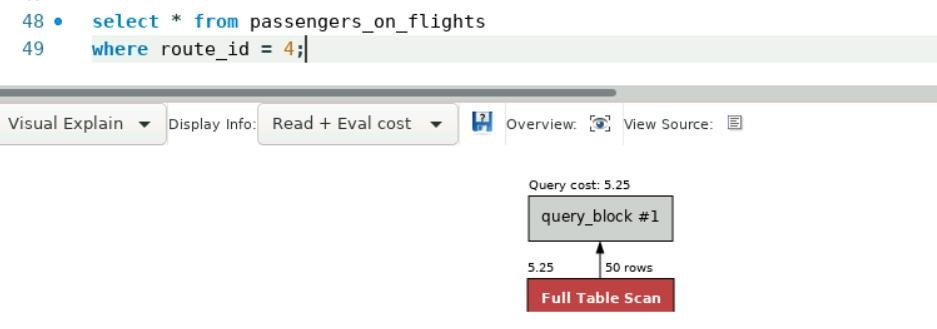 48 select * from passengers_on_flights
49 where route_id = 4;
Visual Explain Display Info: Read + Eval cost Overview: View Source:
Query cost: 5.25
query_block #1
5.25 50 rows
Full Table Scan